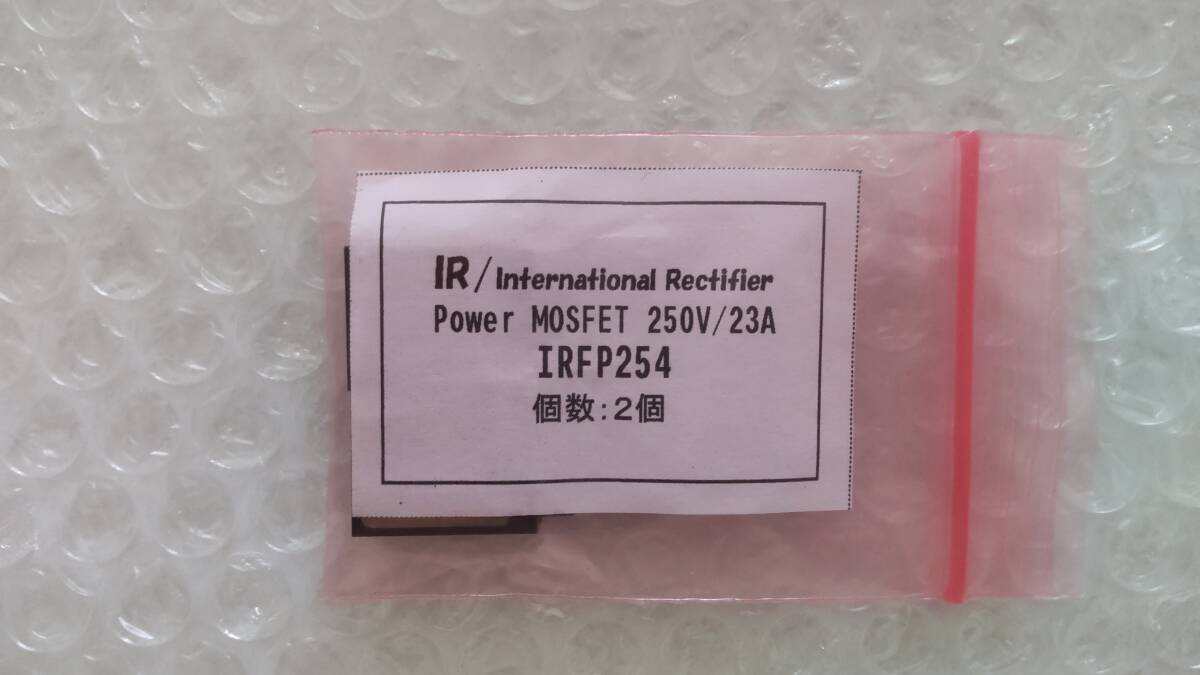 IR/International Rectifier
Power MOSFET 250V/23A
IRFP254
個数:2個